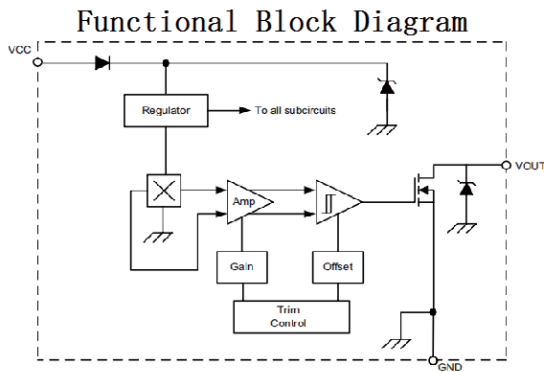 Functional Block Diagram
VCC
Regulator
To all subcircuits
VOUT
Amp
Gain
Offset
Trim
Control
GND